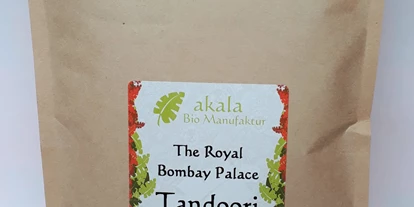 akala
Bio Manufaktur
The Royal
Bombay Palace
Tandoori